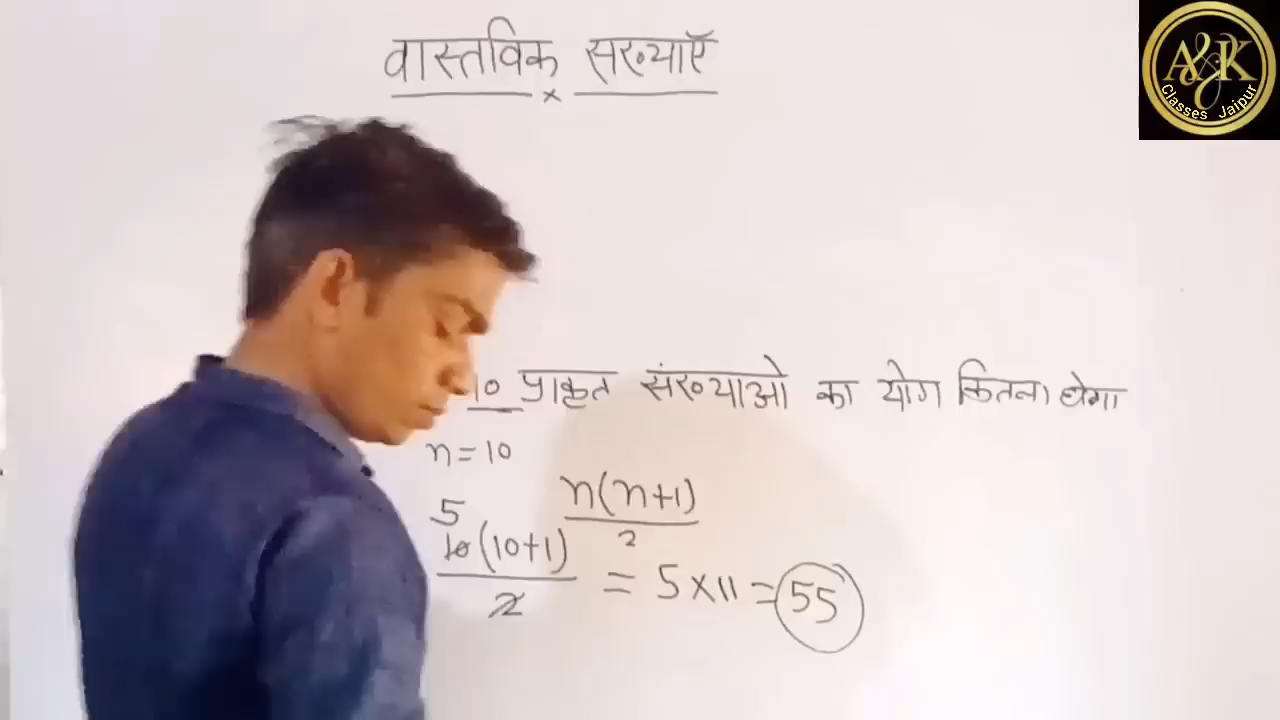 वास्तविक संख्याएँ
A&K
Classes Jaipur
10 प्राकृत संख्याओ का योग कितना होगा
n=10
n(n+1)
2
5
10(10+1)
2
= 5×11 = 55